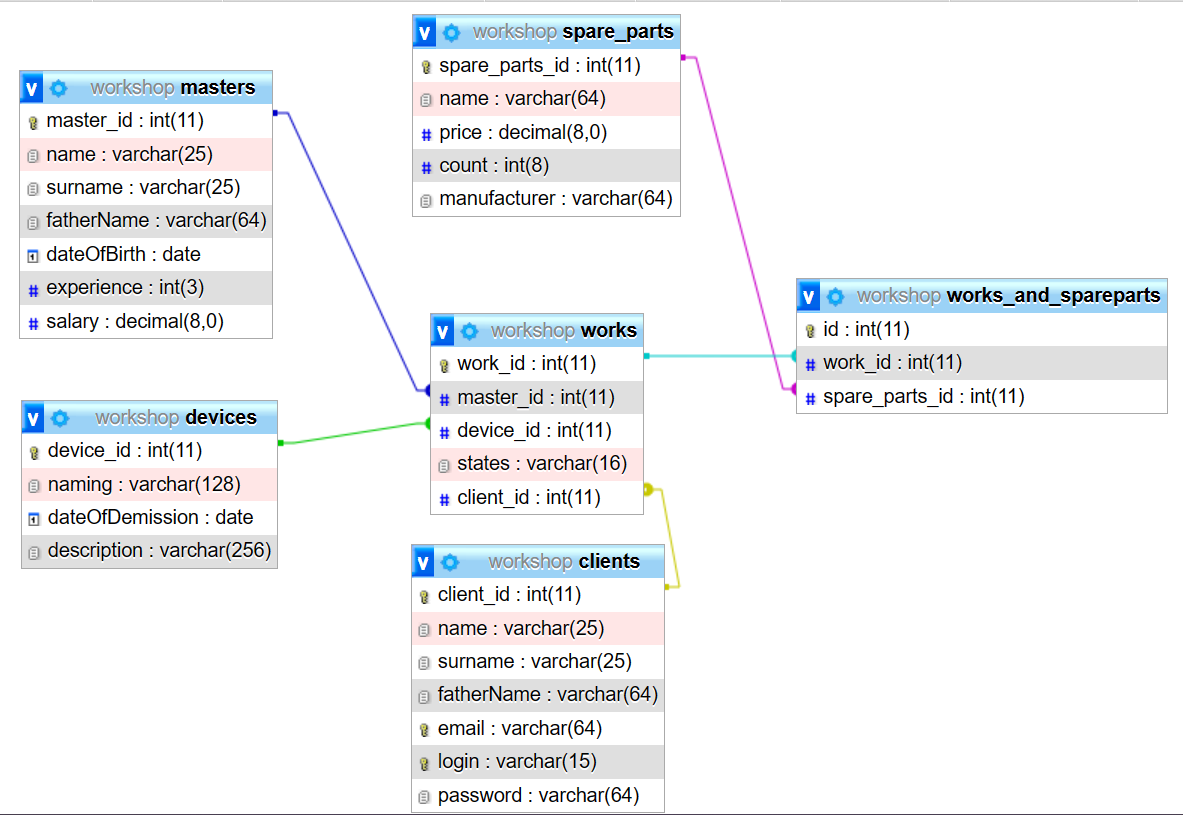 workshop spare_parts
spare_parts_id : int(11)
name : varchar(64)
price : decimal(8,0)
count : int(8)
manufacturer : varchar(64)
workshop masters
master_id : int(11)
name : varchar(25)
surname : varchar(25)
fatherName : varchar(64)
dateOfBirth : date
experience : int(3)
salary : decimal(8,0)
workshop works_and_spareparts
id : int(11)
work_id : int(11)
spare_parts_id : int(11)
workshop works
work_id : int(11)
master_id : int(11)
device_id : int(11)
states : varchar(16)
client_id : int(11)
workshop devices
device_id : int(11)
naming : varchar(128)
dateOfDemission : date
description : varchar(256)
workshop clients
client_id : int(11)
name : varchar(25)
surname : varchar(25)
fatherName : varchar(64)
email : varchar(64)
login : varchar(15)
password : varchar(64)